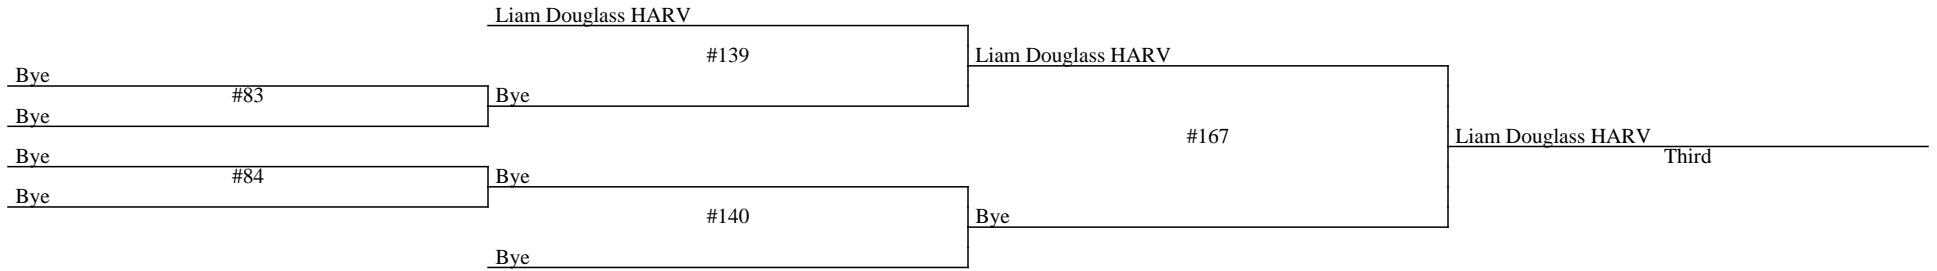 Liam Douglass HARV
#139
Liam Douglass HARV
Bye
#83
Bye
Bye
#167
Liam Douglass HARV
Third
Bye
#84
Bye
Bye
#140
Bye
Bye